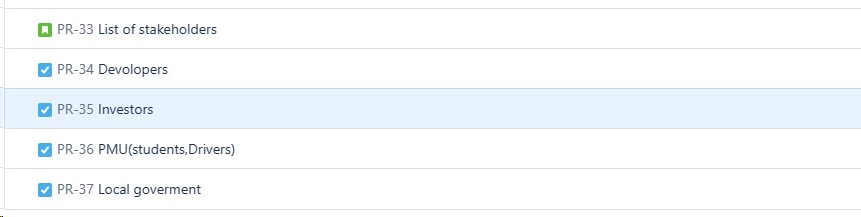 PR-33 List of stakeholders
PR-34 Devolopers
PR-35 Investors
PR-36 PMU(students,Drivers)
PR-37 Local goverment